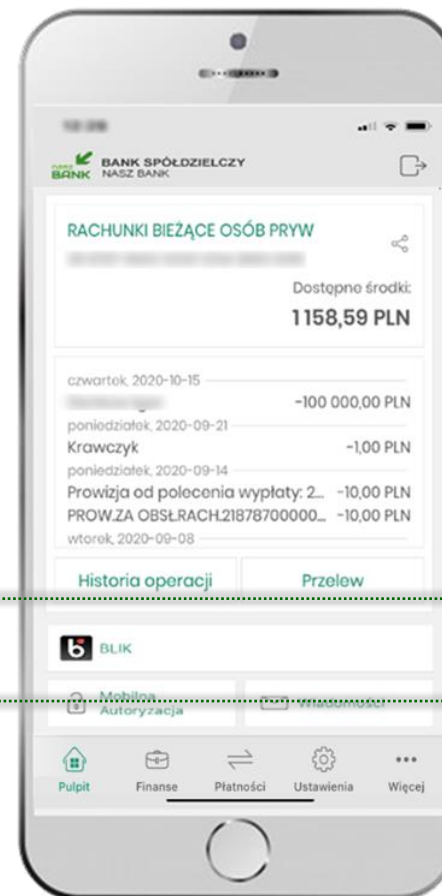 NASZ
BANK
BANK SPÓŁDZIELCZY
NASZ BANK
RACHUNKI BIEŻĄCE OSÓB PRYW
Dostępne środki:
1158,59 PLN
czwartek, 2020-10-15
-100 000,00 PLN
poniedziałek, 2020-09-21
Krawczyk -1,00 PLN
poniedziałek, 2020-09-14
Prowizja od polecenia wypłaty: 2... -10,00 PLN
PROW.ZA OBSŁ.RACH.21878700000... -10,00 PLN
wtorek, 2020-09-08
Historia operacji Przelew
BLIK
Mobilna Wiadomości
Autoryzacja
Pulpit Finanse Płatności Ustawienia Więcej